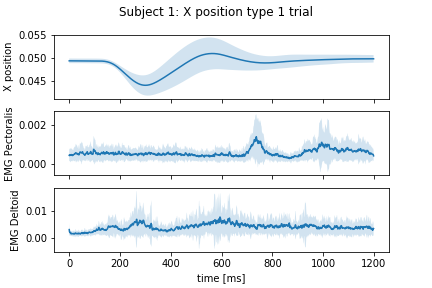 Subject 1: X position type 1 trial
X position
0.055
0.050
0.045
EMG Pectoralis
0.002
0.000
EMG Deltoid
0.01
0.00
0 200 400 600 800 1000 1200
time [ms]